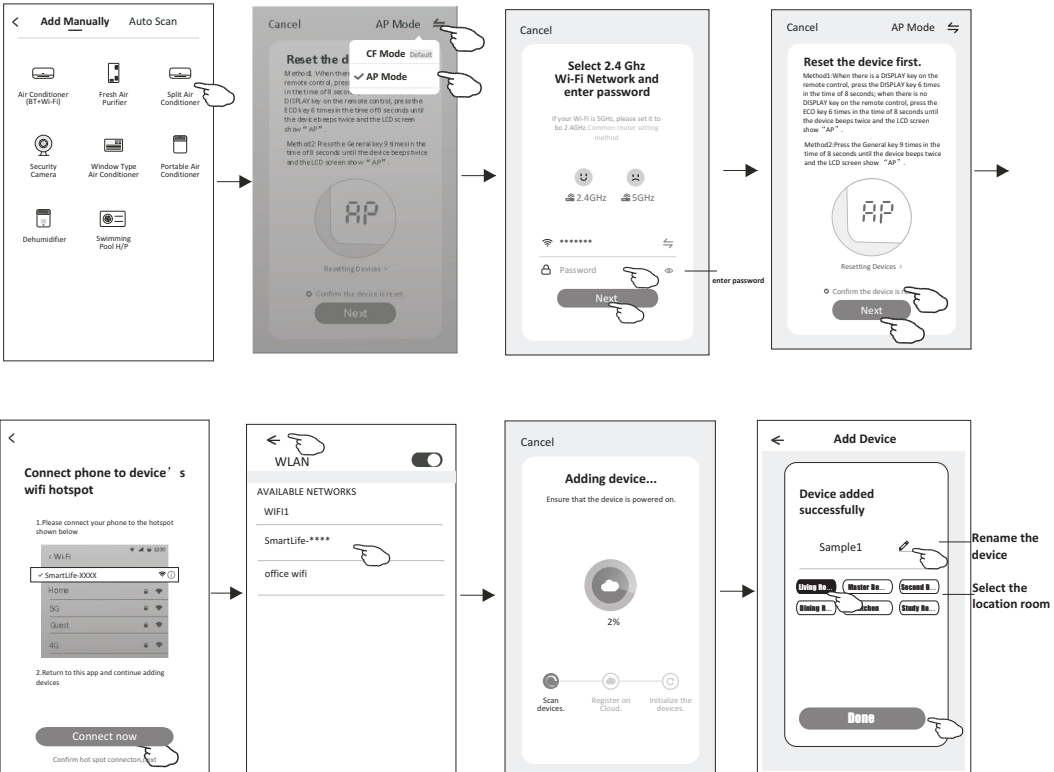 Add Manually Auto Scan
Air Conditioner
(BT+Wi-Fi)
Fresh Air
Purifier
Split Air
Conditioner
Security
Camera
Window Type
Air Conditioner
Portable Air
Conditioner
Dehumidifier
Swimming
Pool H/P
Cancel AP Mode
CF Mode Default
AP Mode
Reset the d
Method1:When then
remote control, press
in the time of 8 secon
DISPLAY key on the remote control, press the
ECO key 6 times in the time of 8 seconds until
the device beeps twice and the LCD screen
show “AP”.
Method2:Press the General key 9 times in the
time of 8 seconds until the device beeps twice
and the LCD screen show “AP”.
AP
Resetting Devices >
Confirm the device is reset.
Next
Cancel
Select 2.4 Ghz
Wi-Fi Network and
enter password
If your Wi-Fi is 5GHz, please set it to
bo 2.4GHz.Common router setting
method
2.4GHz 5GHz
*******
Password
enter password
Next
Cancel AP Mode
Reset the device first.
Method1:When there is a DISPLAY key on the
remote control, press the DISPLAY key 6 times
in the time of 8 seconds; when there is no
DISPLAY key on the remote control, press the
ECO key 6 times in the time of 8 seconds until
the device beeps twice and the LCD screen
show “AP”.
Method2:Press the General key 9 times in the
time of 8 seconds until the device beeps twice
and the LCD screen show “AP”.
AP
Resetting Devices >
Confirm the device is r
Next
Connect phone to device’s
wifi hotspot
1.Please connect your phone to the hotspot
shown below
12:30
< Wi-Fi
SmartLife-XXXX
Home
5G
Guest
4G
2.Return to this app and continue adding
devices
Connect now
Confirm hot spot connecton,next
WLAN
AVAILABLE NETWORKS
WIFI1
SmartLife-****
office wifi
Cancel
Adding device...
Ensure that the device is powered on.
2%
Scan
devices.
Register on
Cloud.
Initialize the
devices.
Add Device
Device added
successfully
Sample1
Rename the
device
Living Ro... Master Be... Second B...
Dining R... tchen Study Ro...
Select the
location room
Done